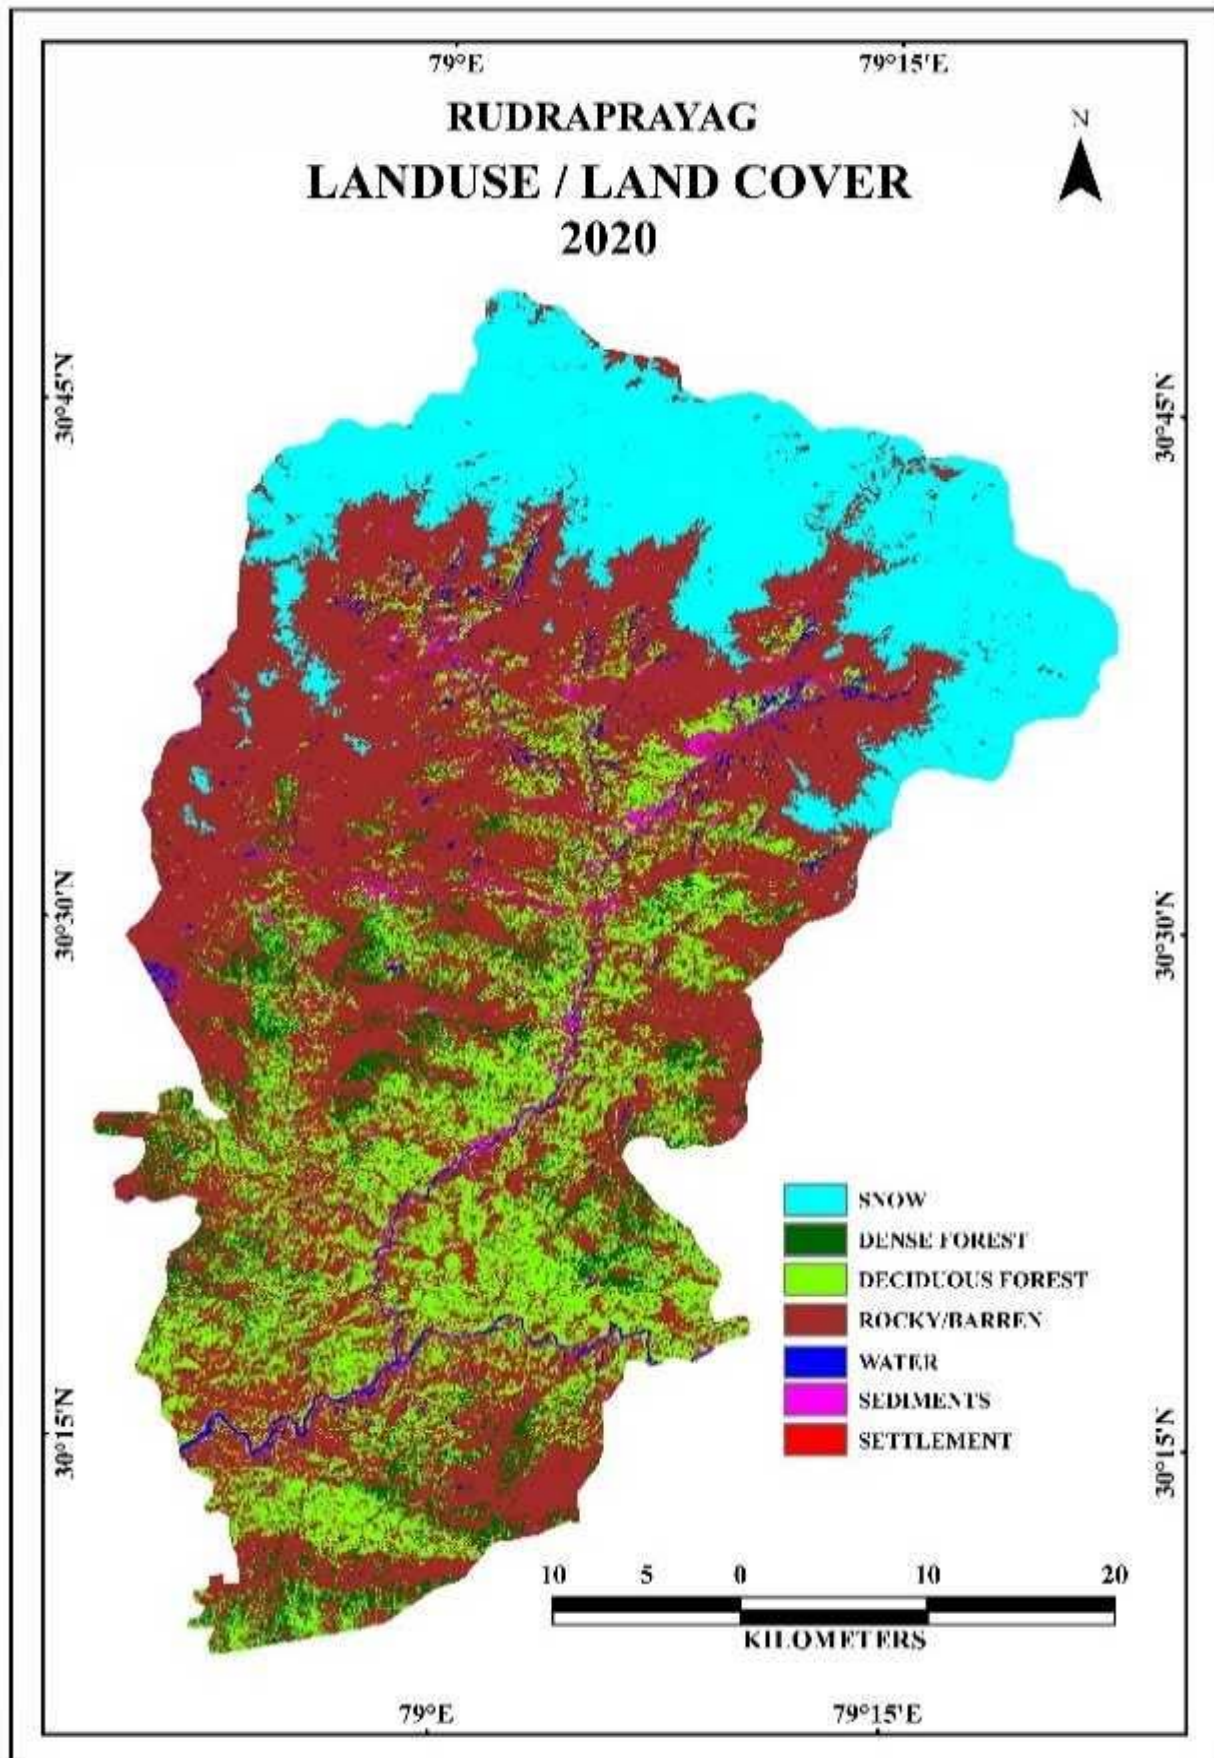 79°E 79°15'E
RUDRAPRAYAG
N
LANDUSE / LAND COVER
2020
30°45'N 30°45'N
30°30'N 30°30'N
SNOW
DENSE FOREST
DECIDUOUS FOREST
ROCKY/BARREN
WATER
SEDIMENTS
SETTLEMENT
30°15'N 30°15'N
10 5 0 10 20
KILOMETERS
79°E 79°15'E